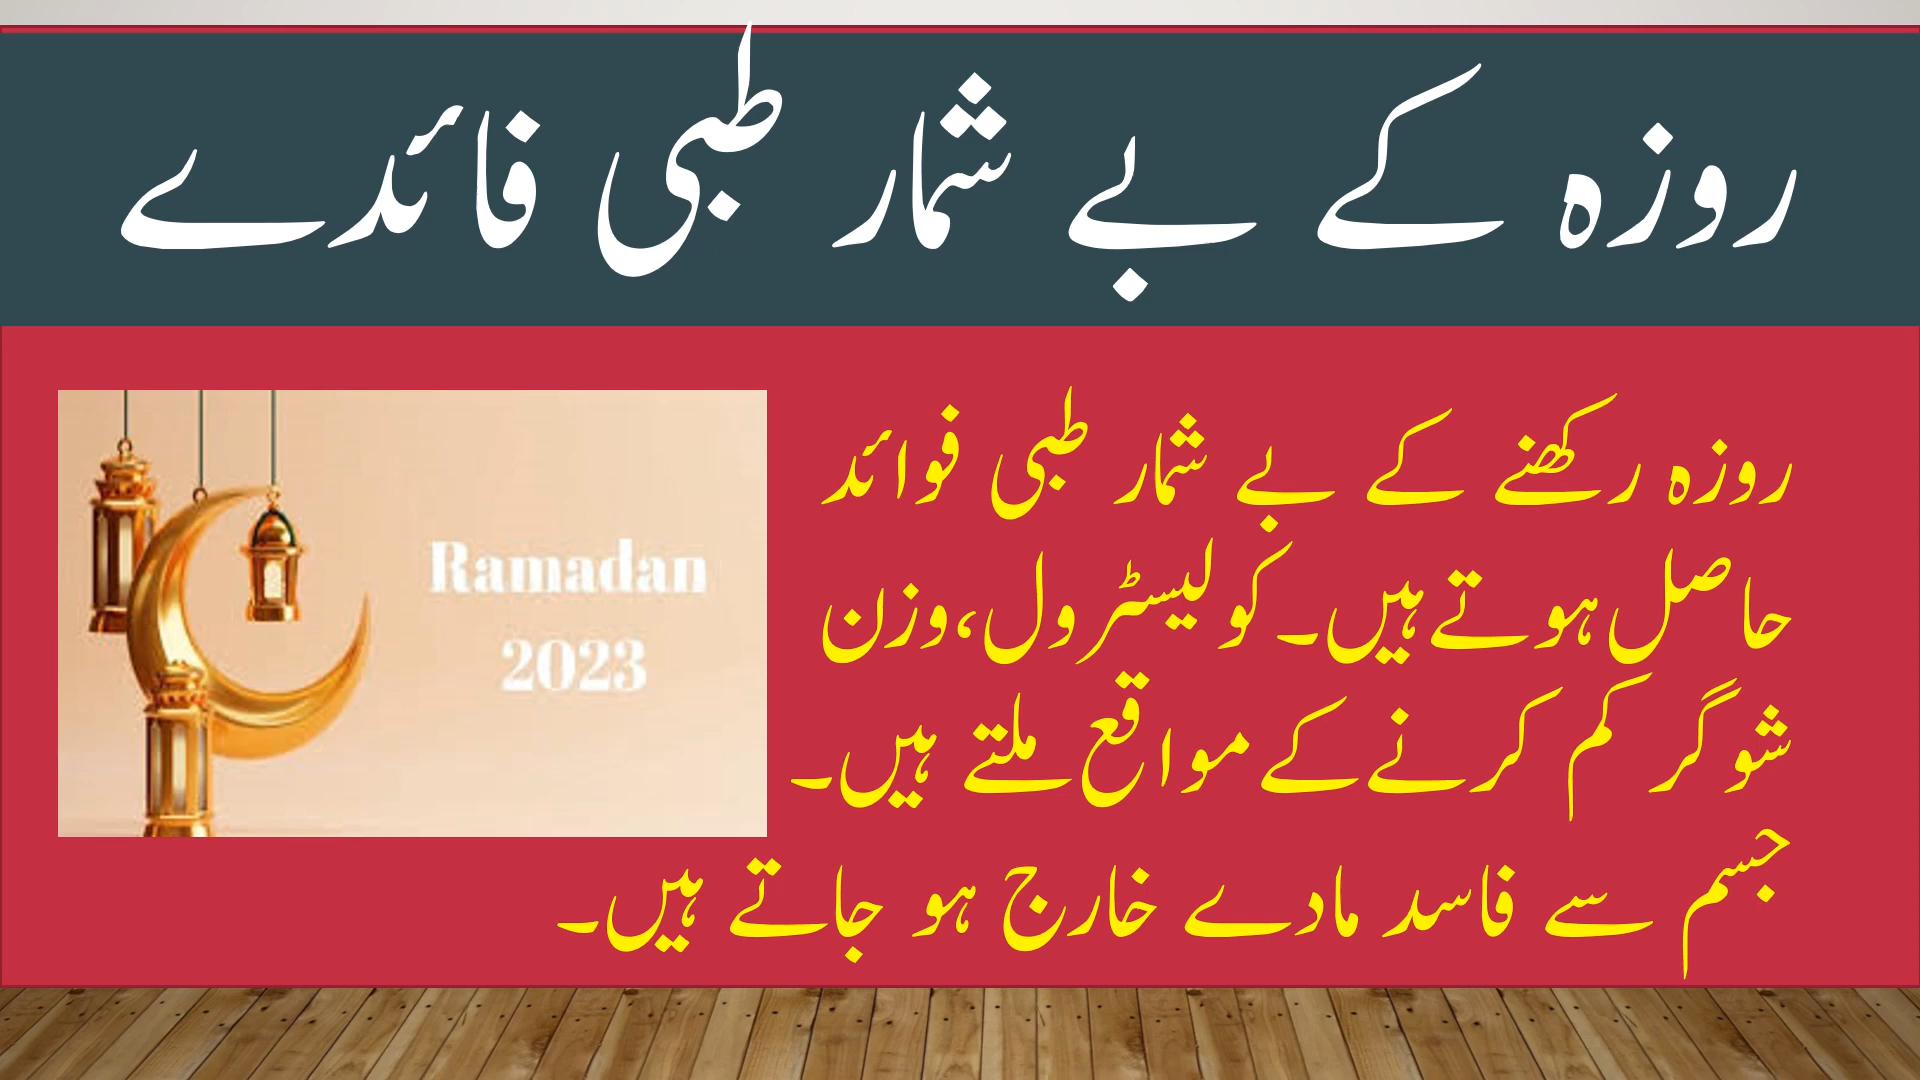 روزہ کے بے شمار طبی فائدے
روزہ رکھنے کے بے شمار طبی فوائد
حاصل ہوتے ہیں۔ کولیسٹرول، وزن
شوگر کم کرنے کے مواقع ملتے ہیں۔
جسم سے فاسد مادے خارج ہو جاتے ہیں۔
Ramadan
2023